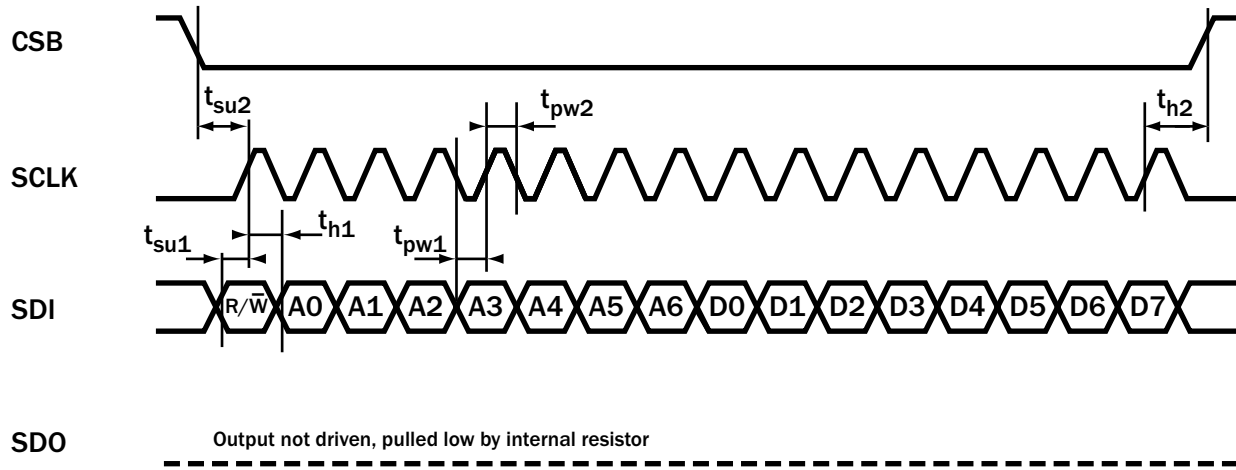 CSB
tsu2
tpw2
th2
SCLK
tsu1
th1
tpw1
SDI
R/W̅ A0 A1 A2 A3 A4 A5 A6 D0 D1 D2 D3 D4 D5 D6 D7
SDO
Output not driven, pulled low by internal resistor